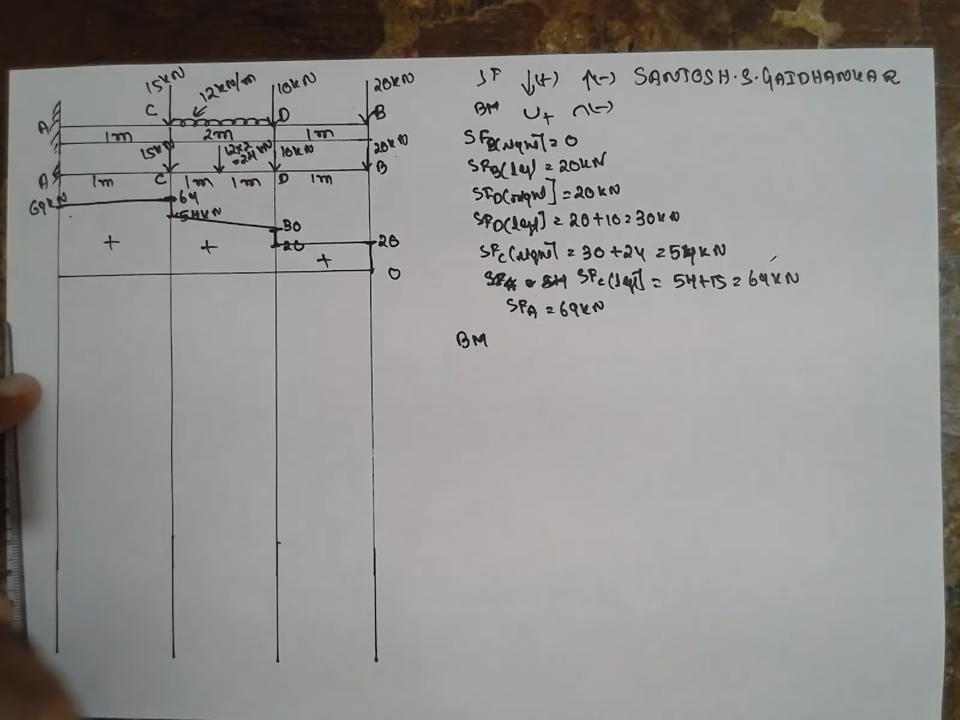 15kN 12kN/m 10kN 20kN
C D B
A 1m 2m 1m
15kN 12x2 =24kN 10kN 20kN
A 1m C 1m 1m D 1m B
69kN 69
54kN 30
20 20
+ + +
0
SF ↓(+) ↑(-) SANTOSH.S.GAIDHANKAR
BM ∪+ ∩(-)
SFB(right) = 0
SFB(left) = 20kN
SFD(right) = 20kN
SFD(left) = 20+10=30kN
SFC(right) = 30+24 = 54kN
SFC(left) = 54+15 = 69kN
SFA = 69kN
BM